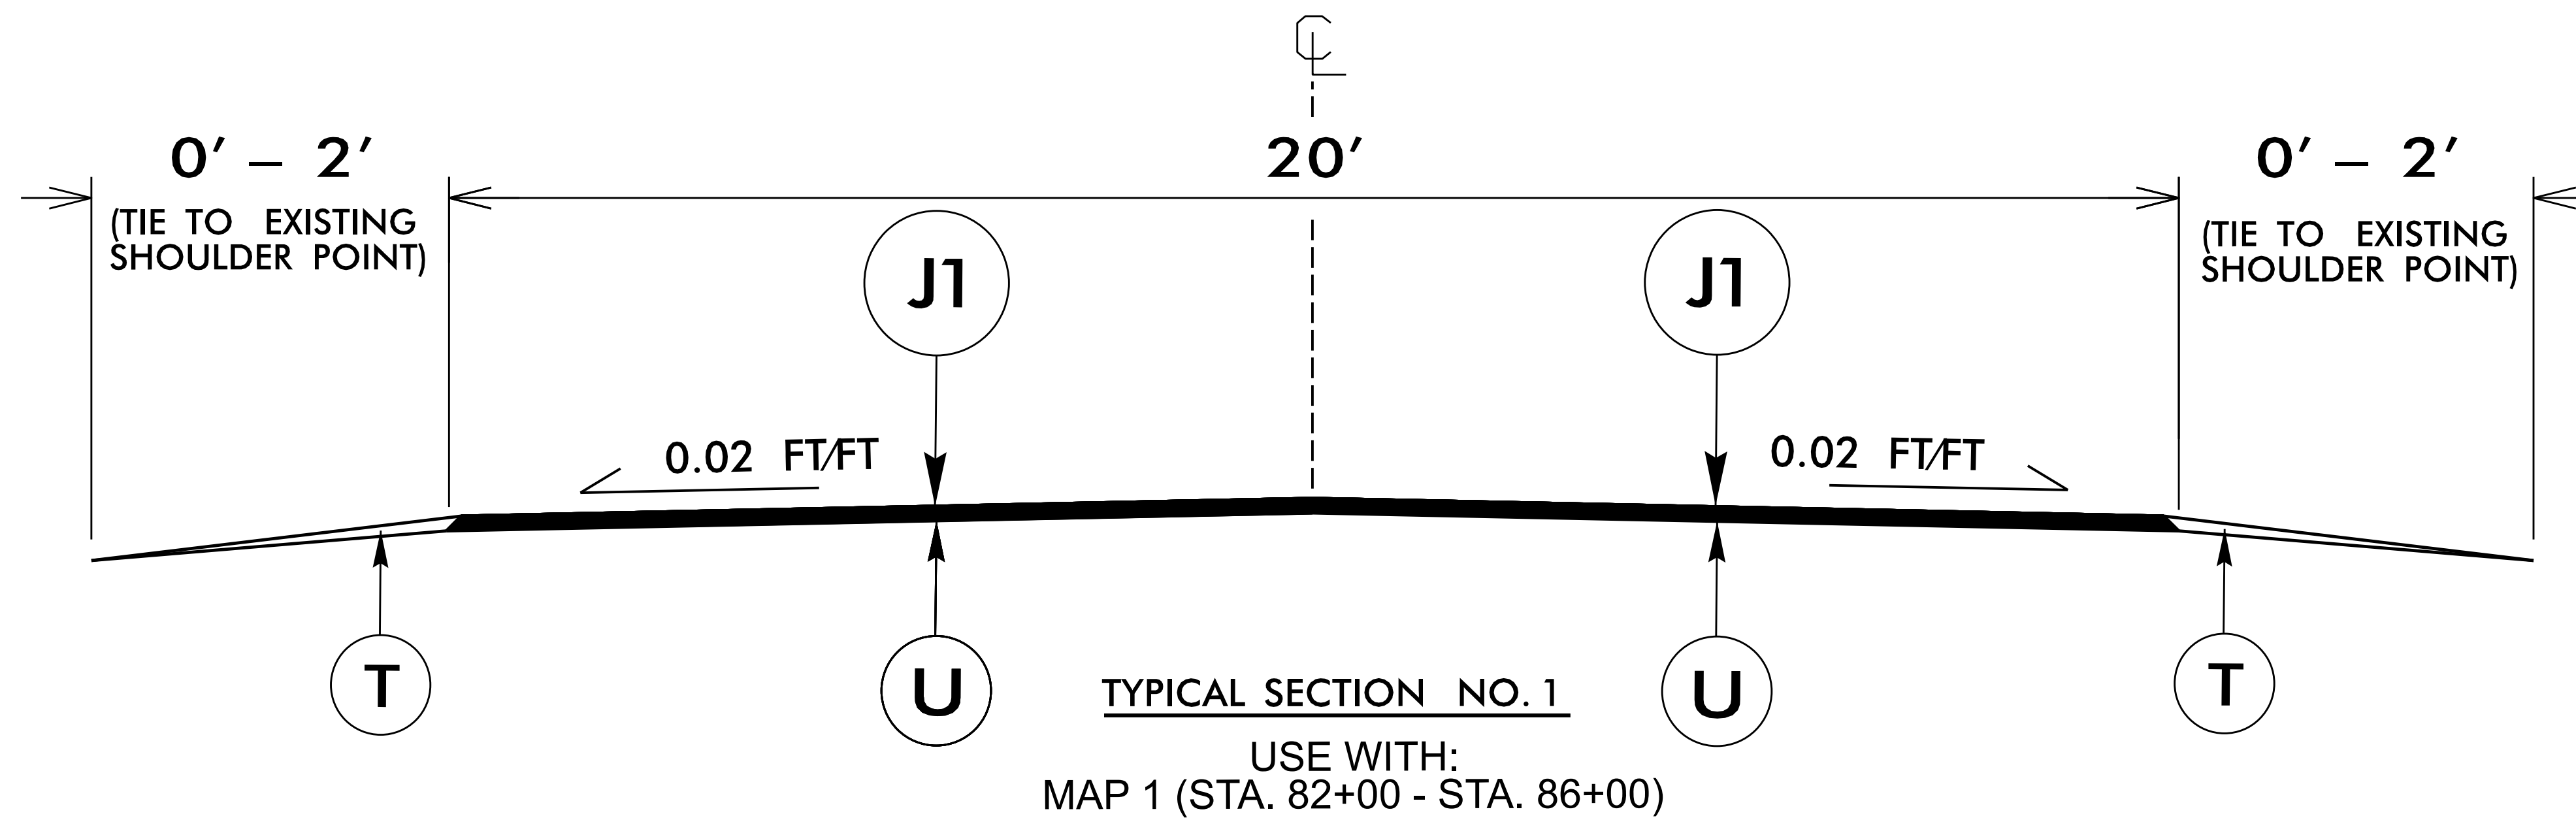 ℄
0' – 2'
20'
0' – 2'
(TIE TO EXISTING
SHOULDER POINT)
(TIE TO EXISTING
SHOULDER POINT)
J1
J1
0.02 FT/FT
0.02 FT/FT
T
U
U
T
TYPICAL SECTION NO. 1
USE WITH:
MAP 1 (STA. 82+00 - STA. 86+00)